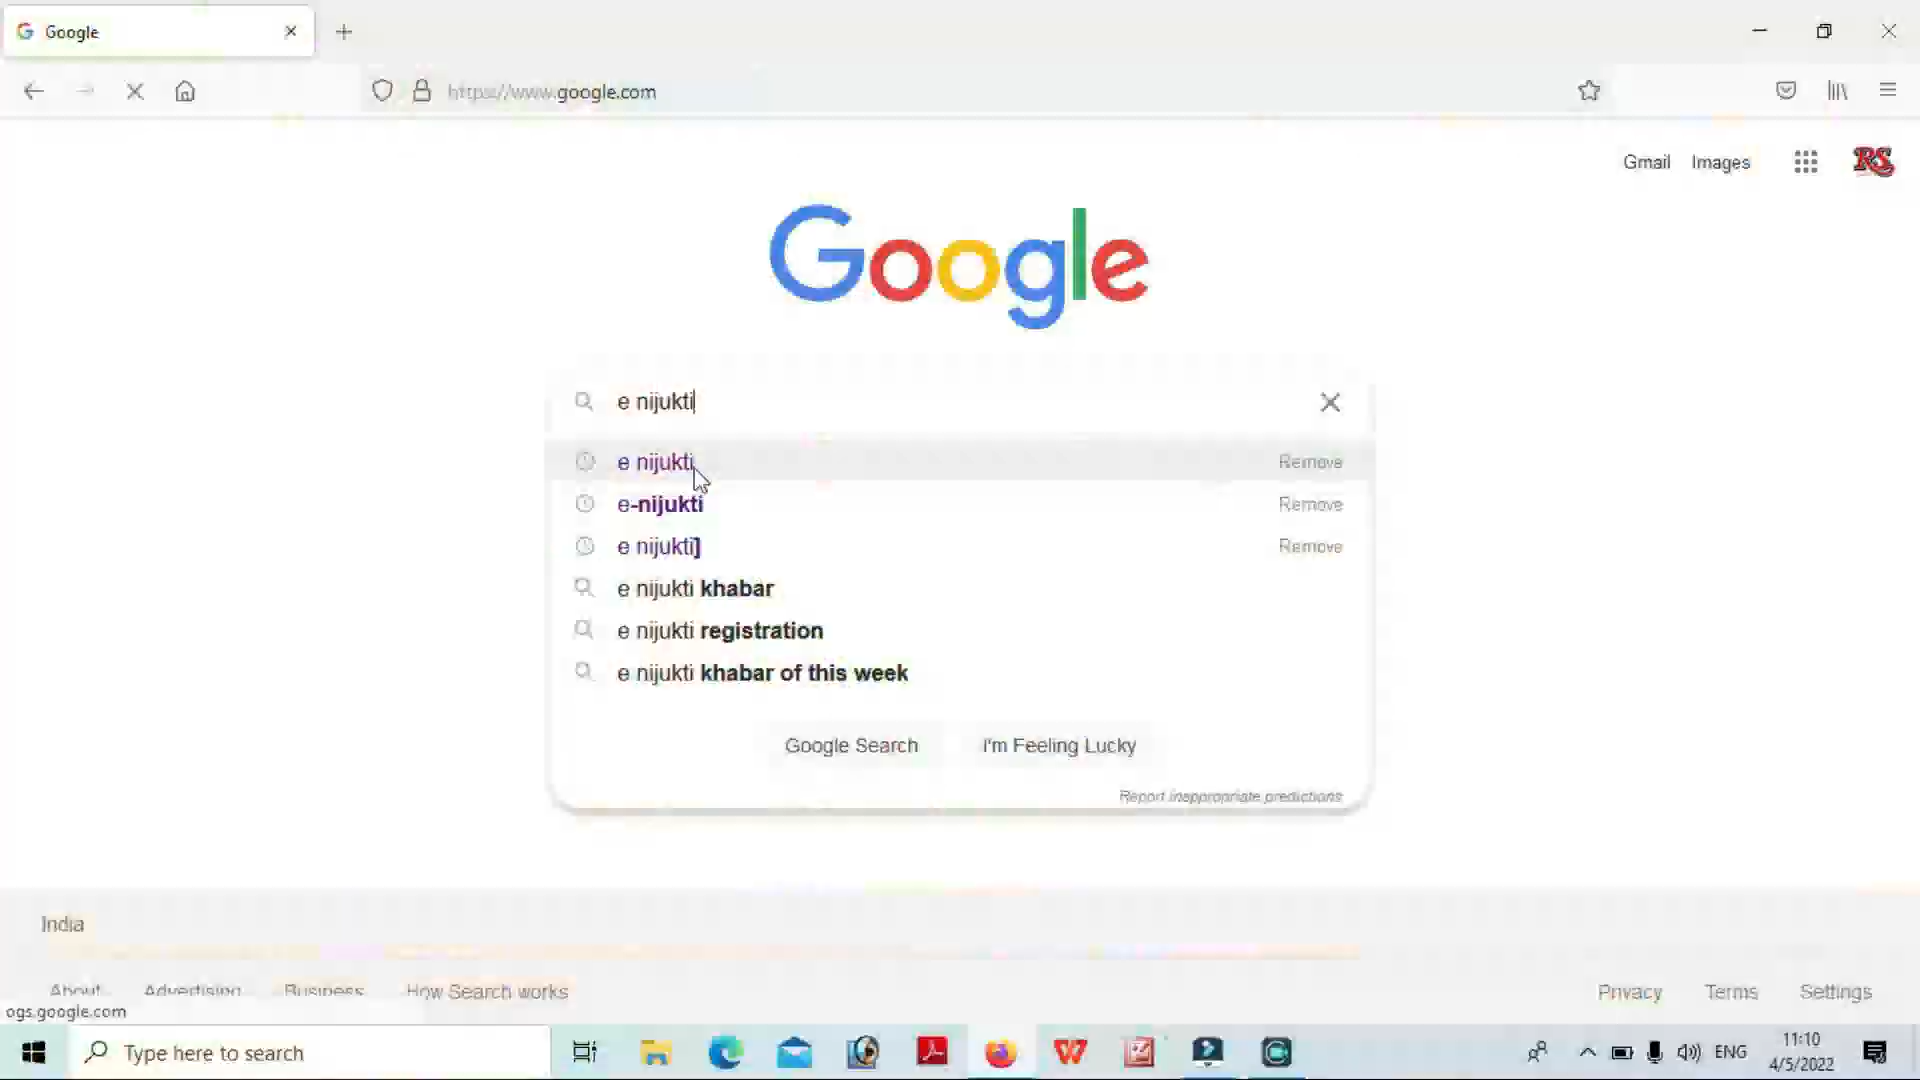 Google
https://www.google.com
Gmail Images
RS
Google
e nijukti
e nijukti Remove
e-nijukti Remove
e nijukti] Remove
e nijukti khabar
e nijukti registration
e nijukti khabar of this week
Google Search I'm Feeling Lucky
Report inappropriate predictions
India
About Advertising Business How Search works Privacy Terms Settings
ogs.google.com
Type here to search
ENG
11:10
4/5/2022